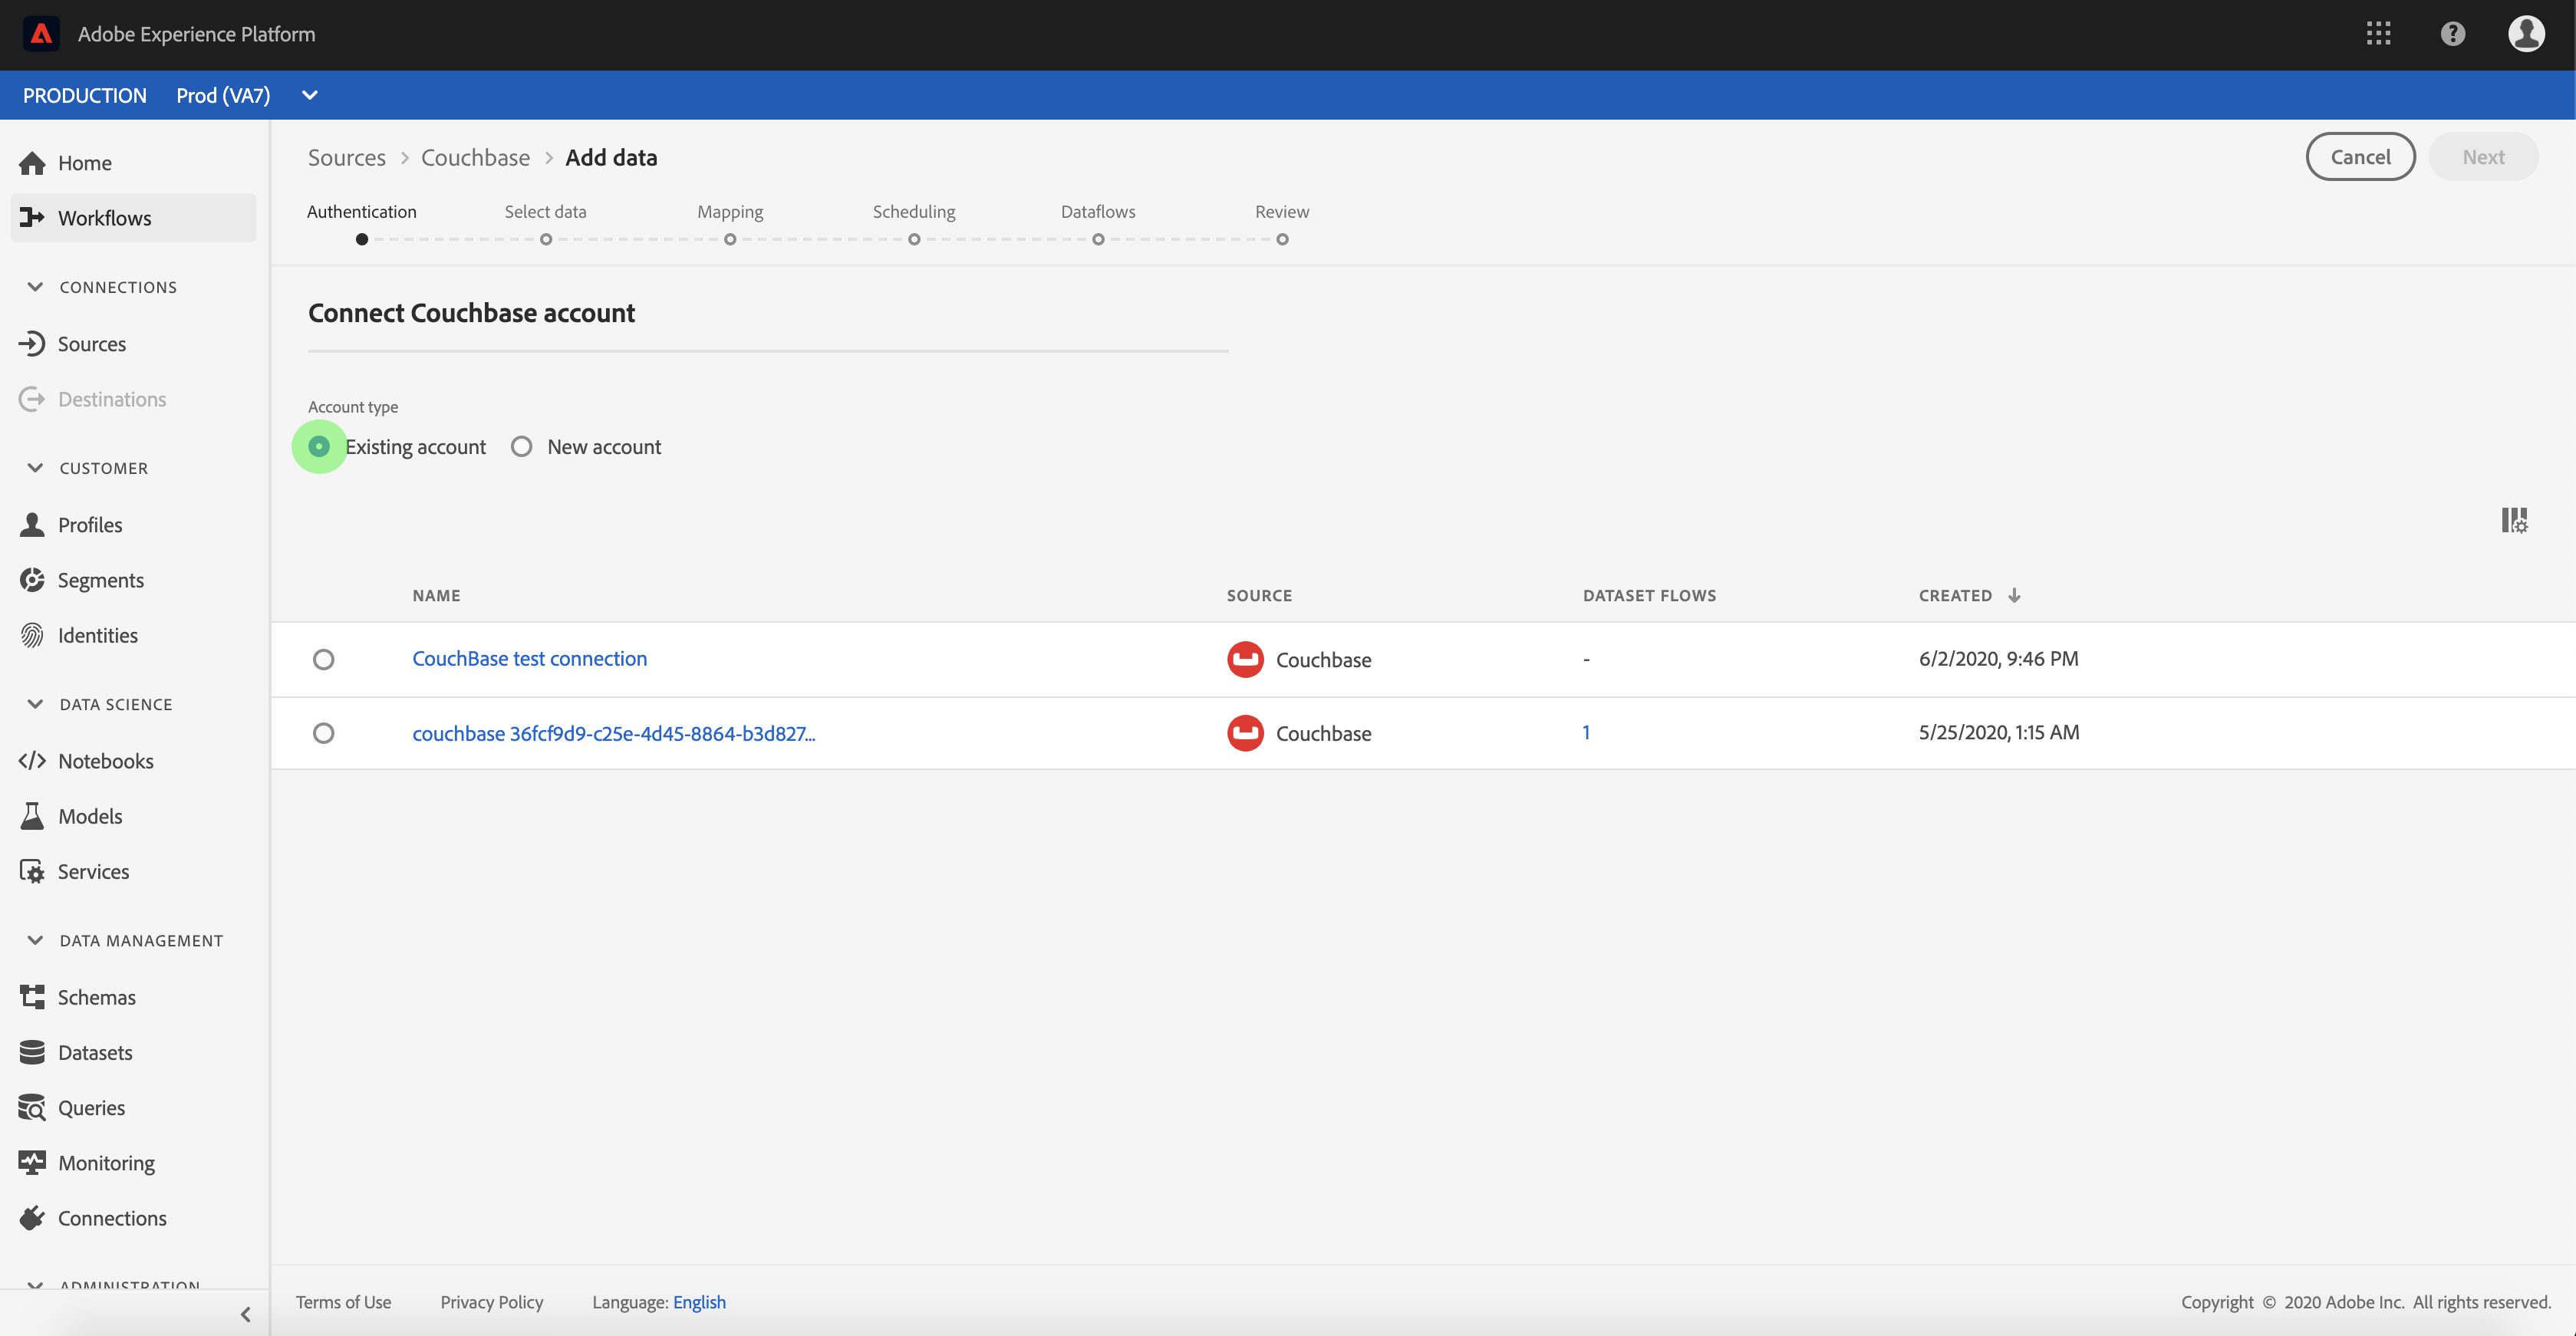 Adobe Experience Platform
PRODUCTION Prod (VA7)
Home
Workflows
CONNECTIONS
Sources
Destinations
CUSTOMER
Profiles
Segments
Identities
DATA SCIENCE
Notebooks
Models
Services
DATA MANAGEMENT
Schemas
Datasets
Queries
Monitoring
Connections
ADMINISTRATION
Sources > Couchbase > Add data
Cancel Next
Authentication Select data Mapping Scheduling Dataflows Review
Connect Couchbase account
Account type
Existing account New account
NAME SOURCE DATASET FLOWS CREATED
CouchBase test connection Couchbase - 6/2/2020, 9:46 PM
couchbase 36fcf9d9-c25e-4d45-8864-b3d827... Couchbase 1 5/25/2020, 1:15 AM
Terms of Use Privacy Policy Language: English Copyright © 2020 Adobe Inc. All rights reserved.